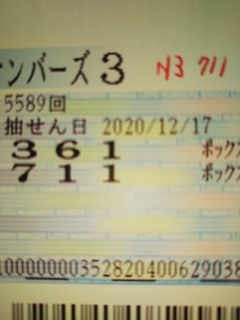 ンバーズ3 N3 711
5589回
抽せん日 2020/12/17
361 ボックス
711 ボックス
10000000352820400629038